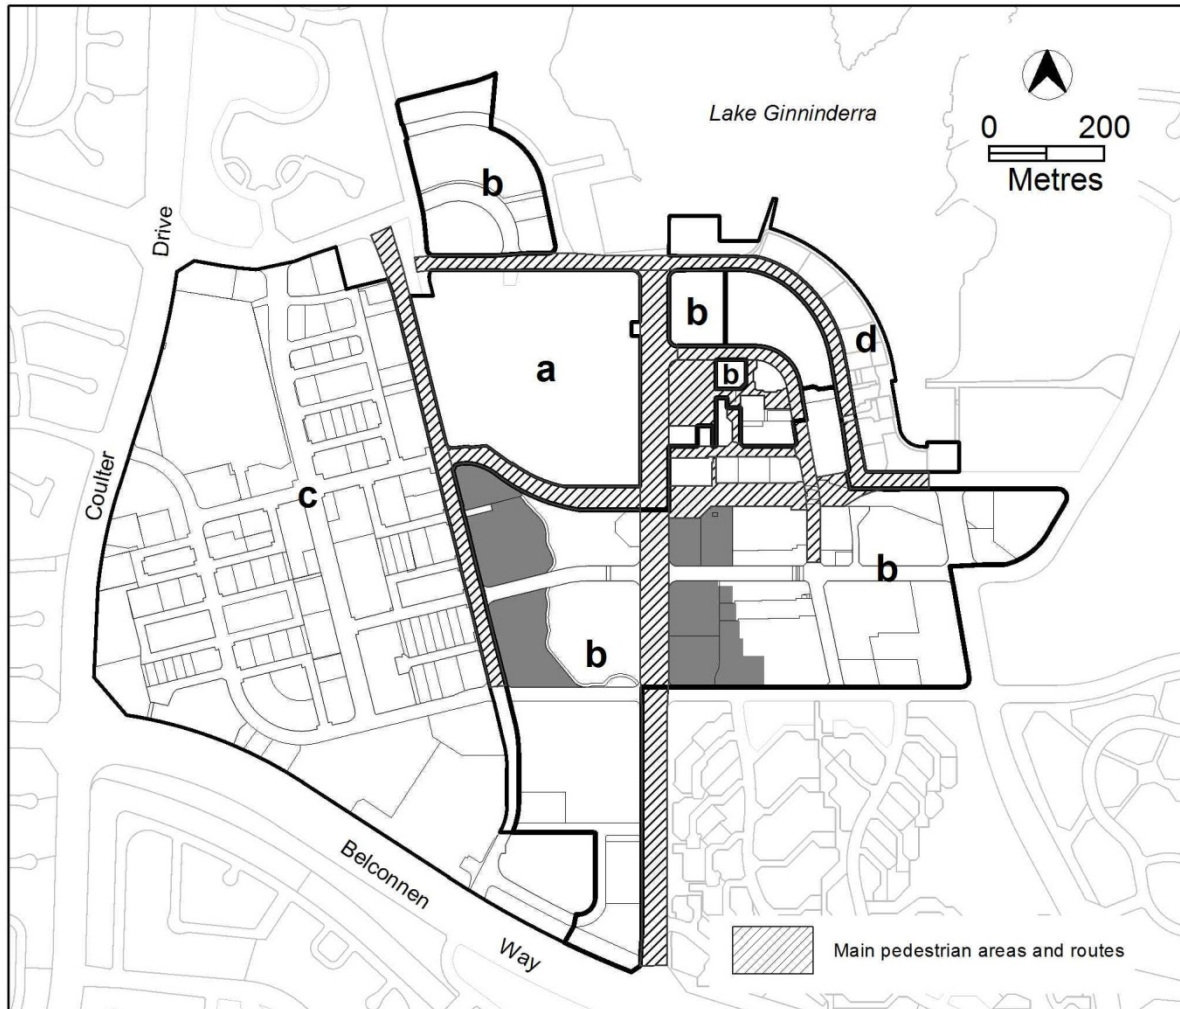 Lake Ginninderra
0 200
Metres
b
Drive
b
d
a
b
Coulter
c
b
b
Belconnen
Way
Main pedestrian areas and routes